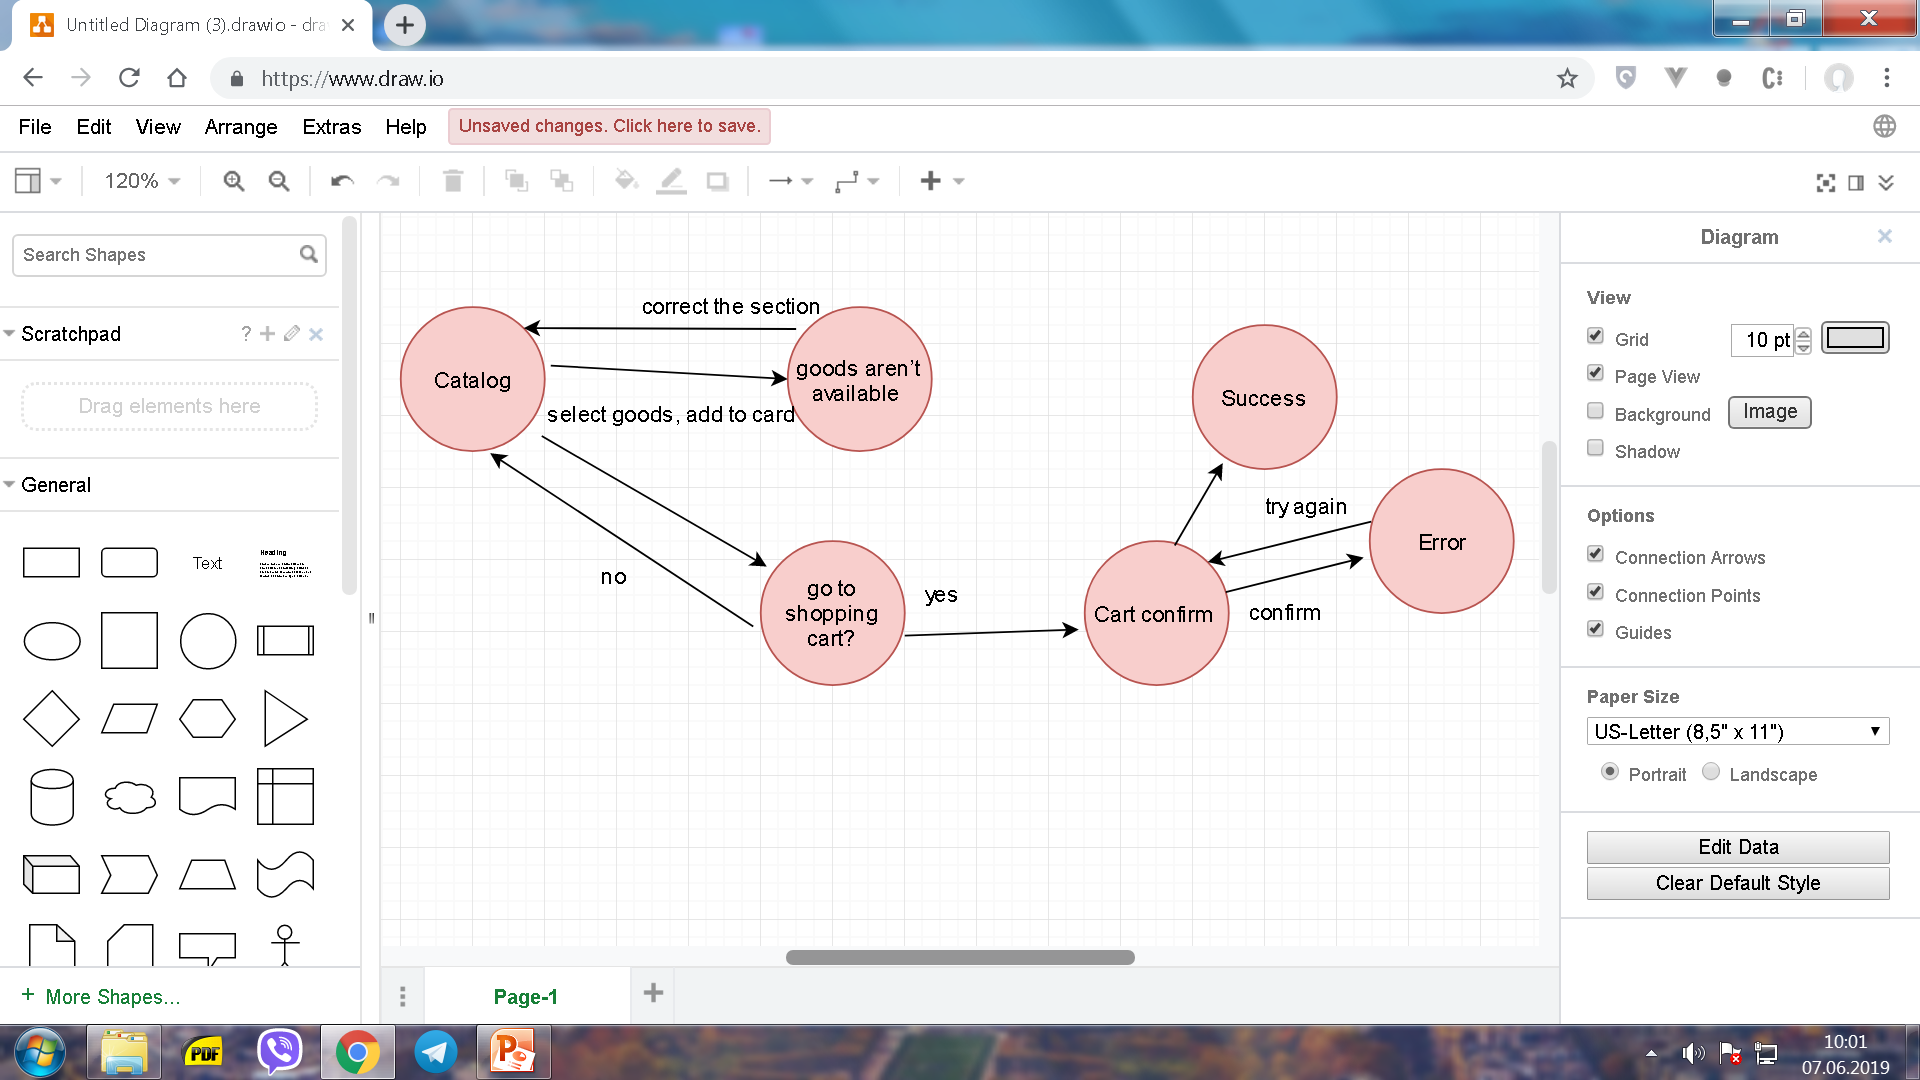 Untitled Diagram (3).drawio - dra
https://www.draw.io
File Edit View Arrange Extras Help Unsaved changes. Click here to save.
120%
Search Shapes
Scratchpad
?
Drag elements here
General
Text
Heading
More Shapes...
correct the section
Catalog
goods aren't
available
select goods, add to card
no
go to
shopping
cart?
yes
Success
try again
Error
Cart confirm
confirm
Page-1
Diagram
View
Grid
10 pt
Page View
Background
Image
Shadow
Options
Connection Arrows
Connection Points
Guides
Paper Size
US-Letter (8,5" x 11")
Portrait Landscape
Edit Data
Clear Default Style
PDF
10:01
07.06.2019